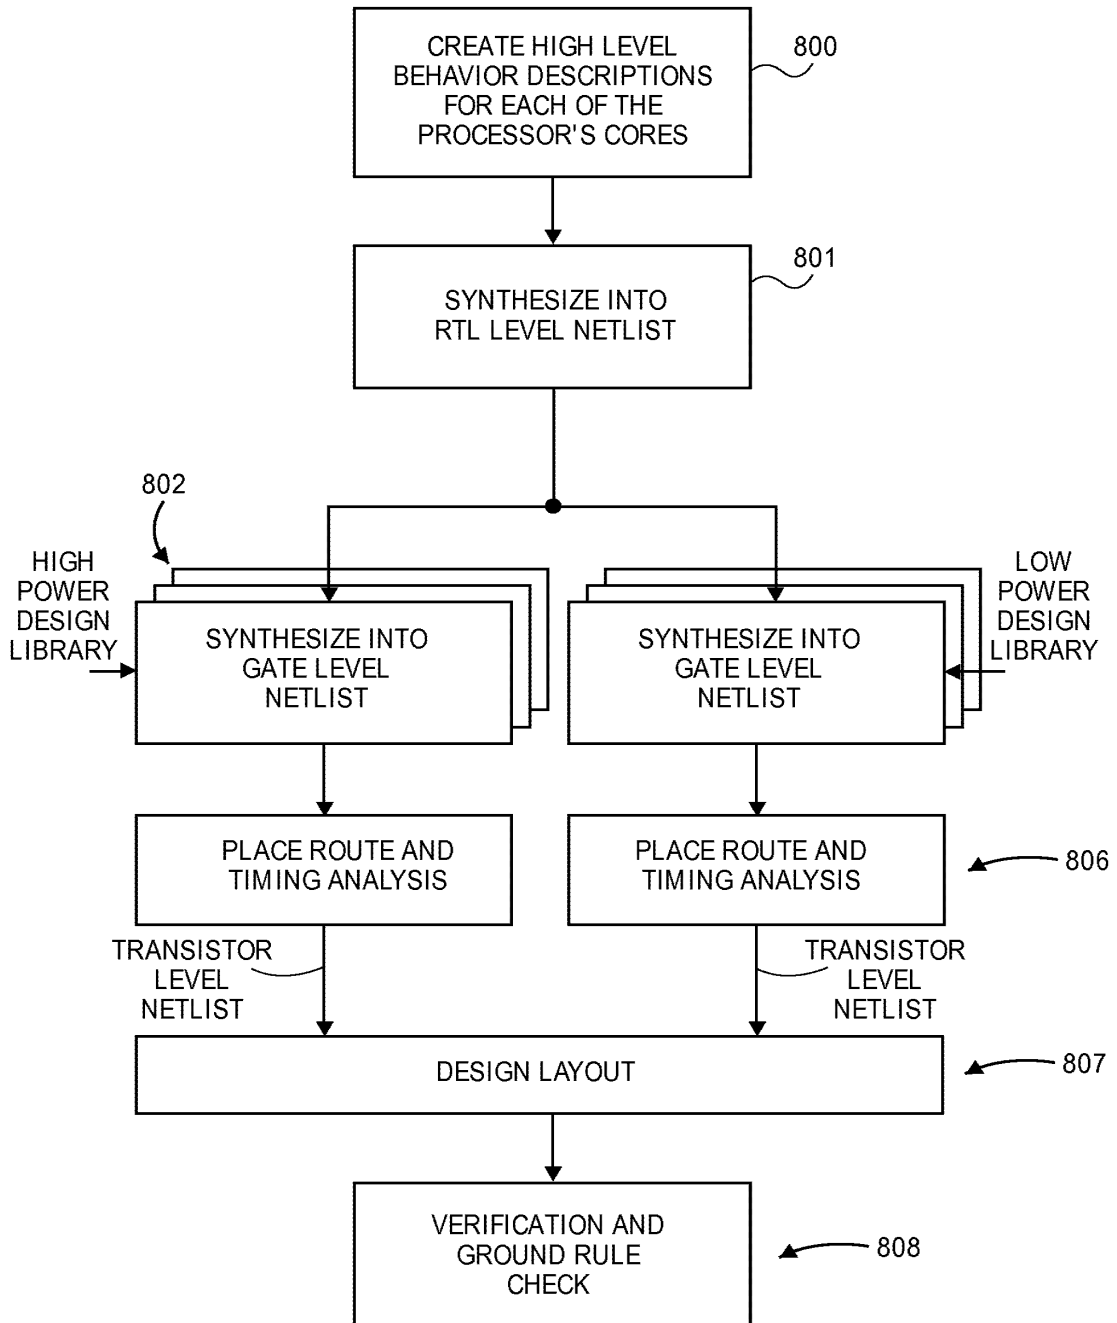 CREATE HIGH LEVEL
BEHAVIOR DESCRIPTIONS
FOR EACH OF THE
PROCESSOR'S CORES
800
SYNTHESIZE INTO
RTL LEVEL NETLIST
801
802
HIGH
POWER
DESIGN
LIBRARY
SYNTHESIZE INTO
GATE LEVEL
NETLIST
SYNTHESIZE INTO
GATE LEVEL
NETLIST
LOW
POWER
DESIGN
LIBRARY
PLACE ROUTE AND
TIMING ANALYSIS
PLACE ROUTE AND
TIMING ANALYSIS
806
TRANSISTOR
LEVEL
NETLIST
TRANSISTOR
LEVEL
NETLIST
DESIGN LAYOUT
807
VERIFICATION AND
GROUND RULE
CHECK
808